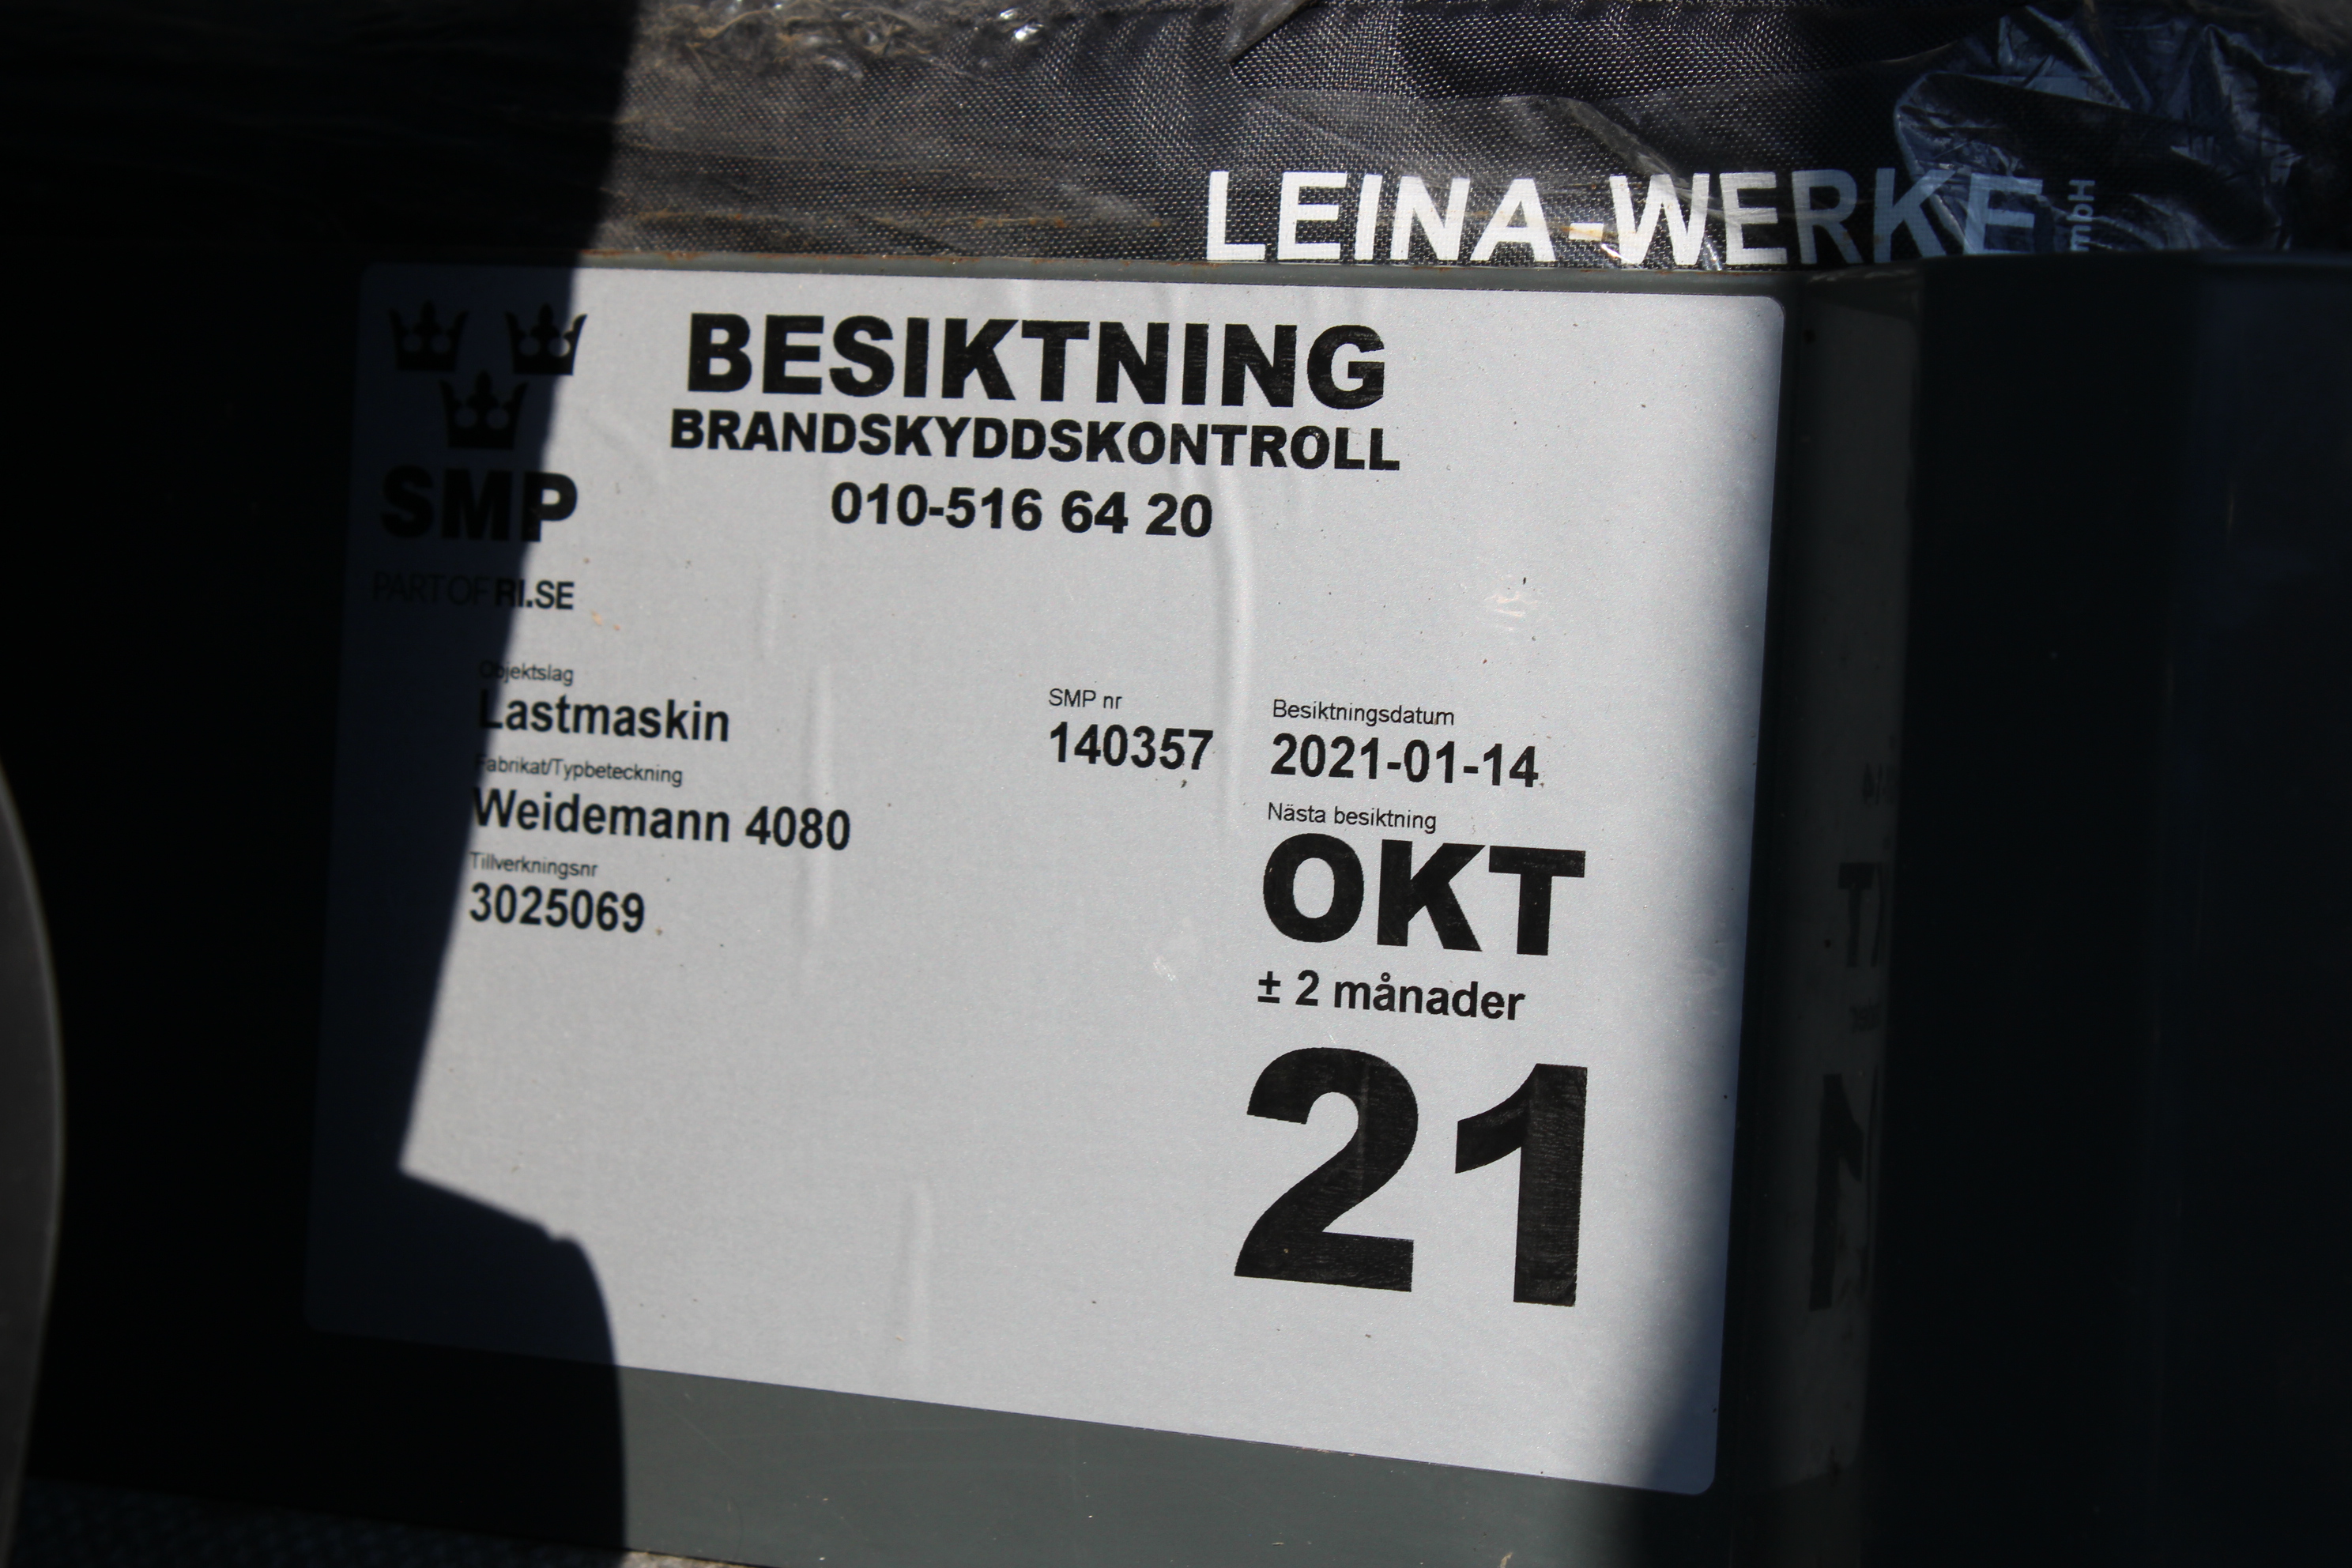 LEINA-WERKE
BESIKTNING
BRANDSKYDDSKONTROLL
010-516 64 20
SMP
PART OF RI.SE
Objektslag
Lastmaskin
Fabrikat/Typbeteckning
Weidemann 4080
Tillverkningsnr
3025069
SMP nr
140357
Besiktningsdatum
2021-01-14
Nästa besiktning
OKT
± 2 månader
21